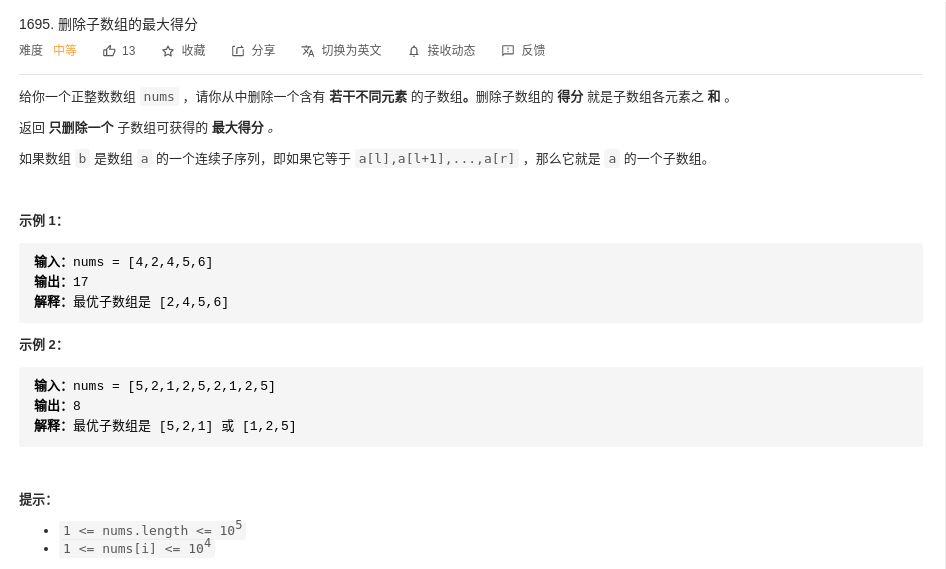 1695. 删除子数组的最大得分
难度 中等 13 收藏 分享 切换为英文 接收动态 反馈
给你一个正整数数组 nums ，请你从中删除一个含有 若干不同元素 的子数组。删除子数组的 得分 就是子数组各元素之 和 。
返回 只删除一个 子数组可获得的 最大得分 。
如果数组 b 是数组 a 的一个连续子序列，即如果它等于 a[l],a[l+1],...,a[r] ，那么它就是 a 的一个子数组。
示例 1：
输入：nums = [4,2,4,5,6]
输出：17
解释：最优子数组是 [2,4,5,6]
示例 2：
输入：nums = [5,2,1,2,5,2,1,2,5]
输出：8
解释：最优子数组是 [5,2,1] 或 [1,2,5]
提示：
• 1 <= nums.length <= 10^5
• 1 <= nums[i] <= 10^4